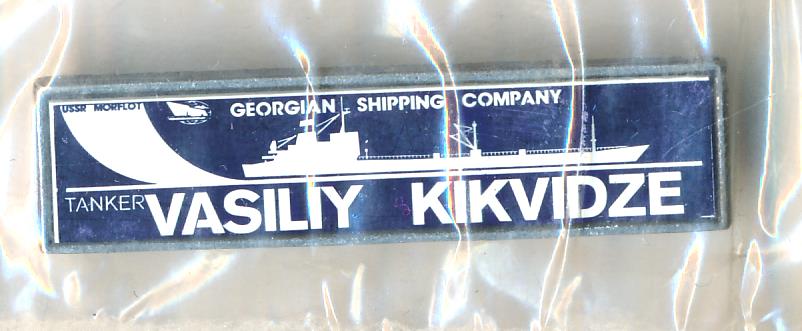 USSR MORFLOT
GEORGIAN SHIPPING COMPANY
TANKER VASILIY KIKVIDZE